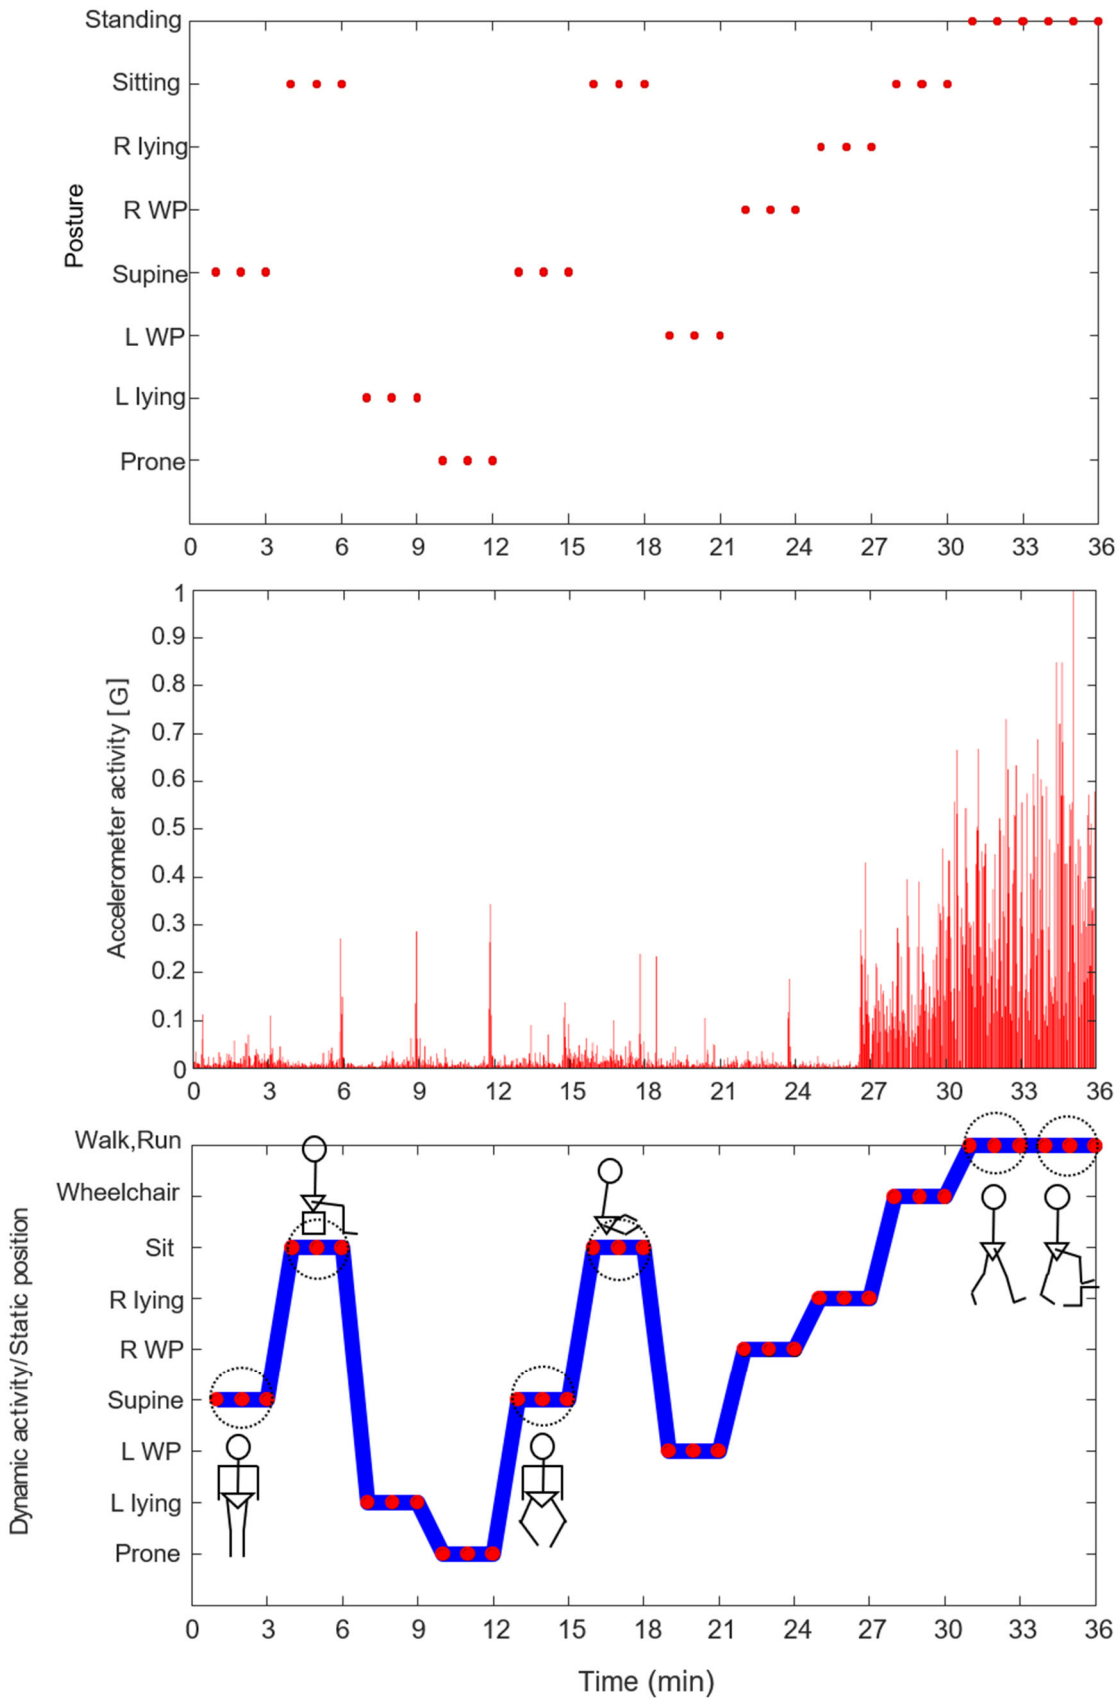 Posture
Standing
Sitting
R lying
R WP
Supine
L WP
L lying
Prone
0 3 6 9 12 15 18 21 24 27 30 33 36
Accelerometer activity [G]
1
0.9
0.8
0.7
0.6
0.5
0.4
0.3
0.2
0.1
0
0 3 6 9 12 15 18 21 24 27 30 33 36
Dynamic activity/Static position
Walk,Run
Wheelchair
Sit
R lying
R WP
Supine
L WP
L lying
Prone
0 3 6 9 12 15 18 21 24 27 30 33 36
Time (min)